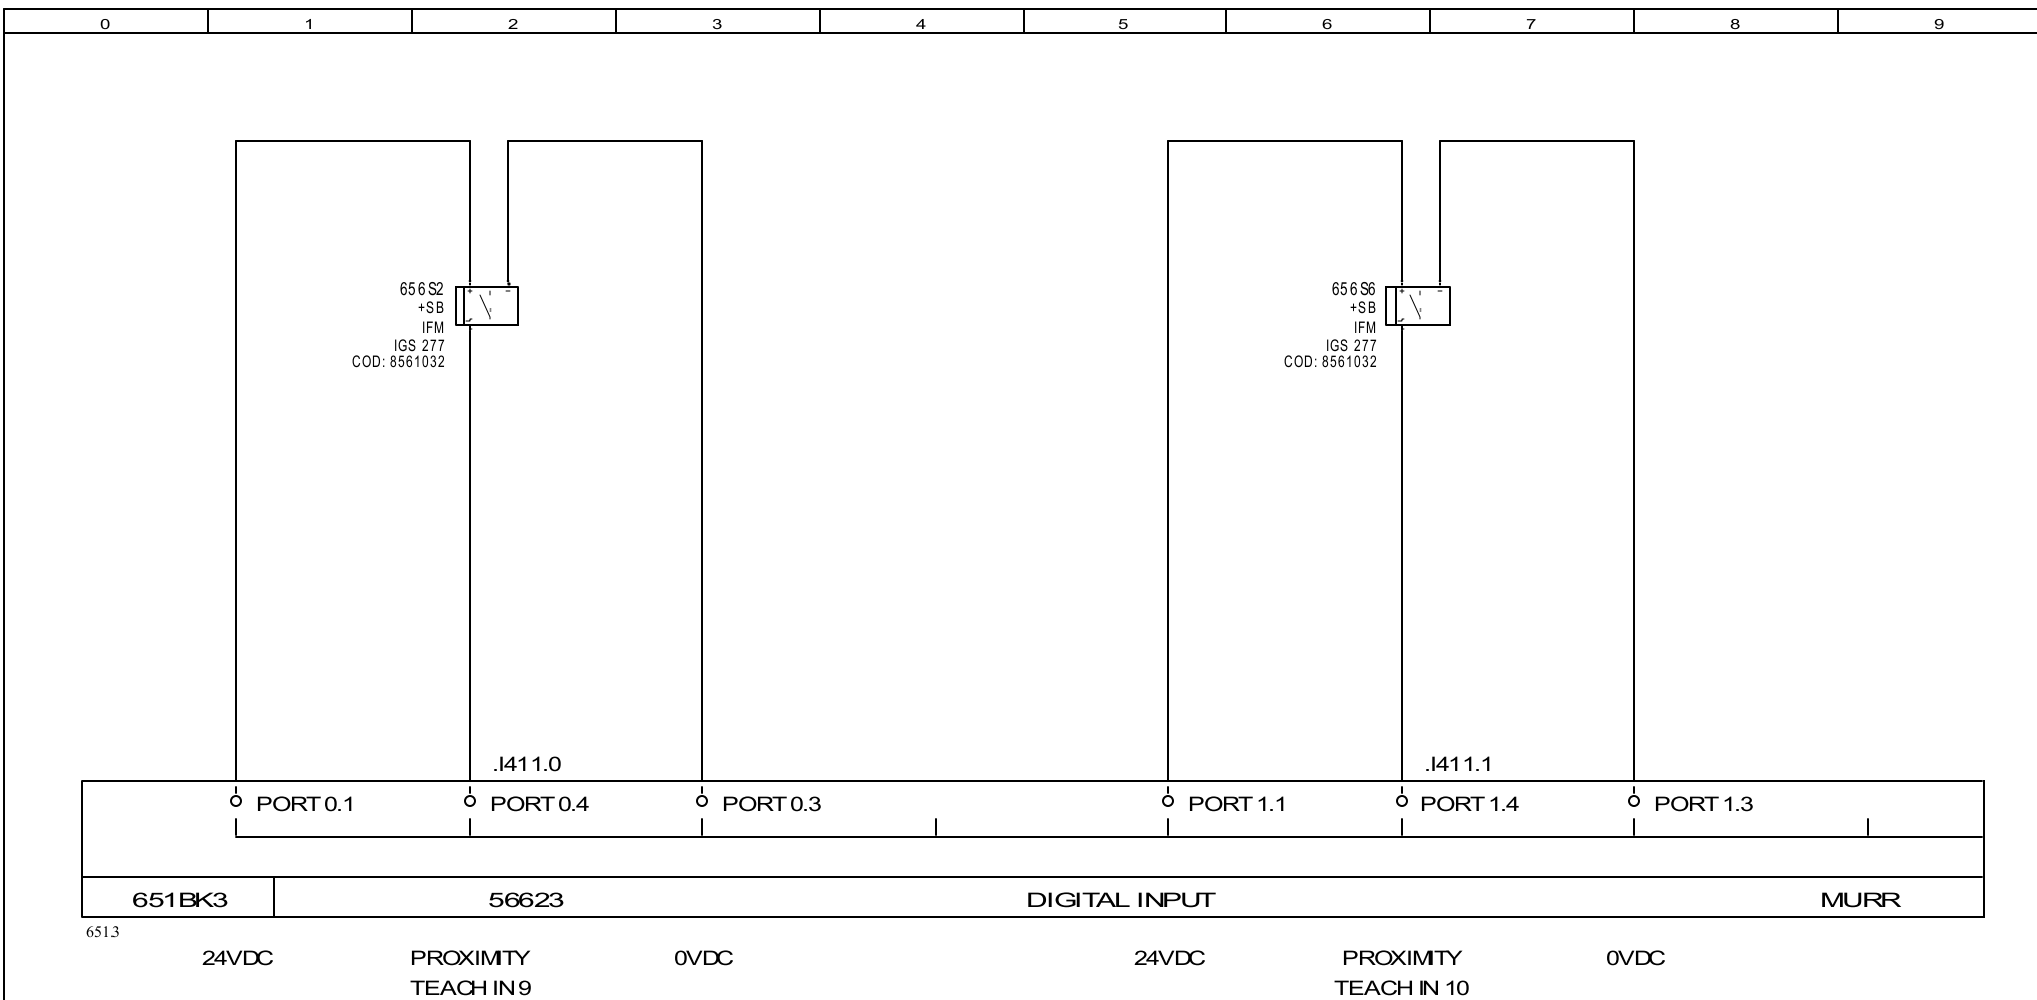 0 1 2 3 4 5 6 7 8 9
656S2
+SB
IFM
IGS 277
COD: 8561032
656S6
+SB
IFM
IGS 277
COD: 8561032
.I411.0 .I411.1
PORT 0.1 PORT 0.4 PORT 0.3 PORT 1.1 PORT 1.4 PORT 1.3
651BK3 56623 DIGITAL INPUT MURR
651.3
24VDC PROXIMITY 0VDC 24VDC PROXIMITY 0VDC
TEACH IN 9 TEACH IN 10